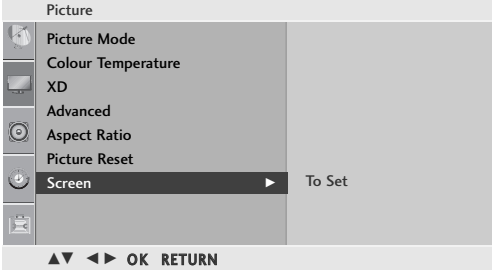 Picture
Picture Mode
Colour Temperature
XD
Advanced
Aspect Ratio
Picture Reset
Screen ► To Set
▲▼ ◄► OK RETURN